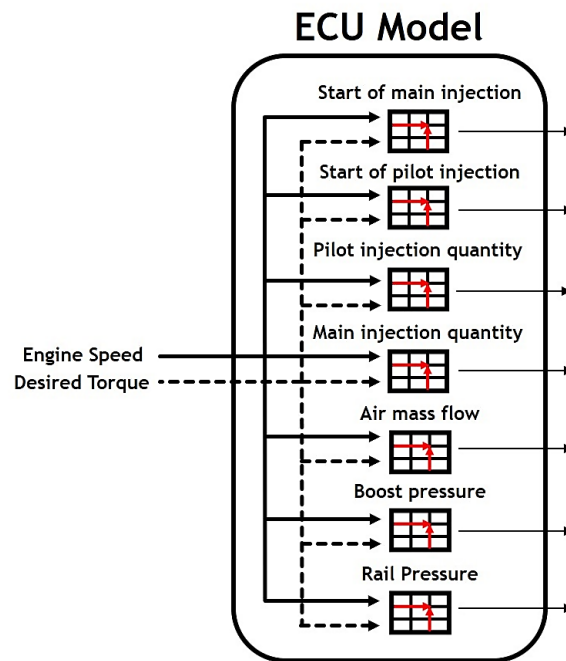 ECU Model
Start of main injection
Start of pilot injection
Pilot injection quantity
Main injection quantity
Engine Speed
Desired Torque
Air mass flow
Boost pressure
Rail Pressure